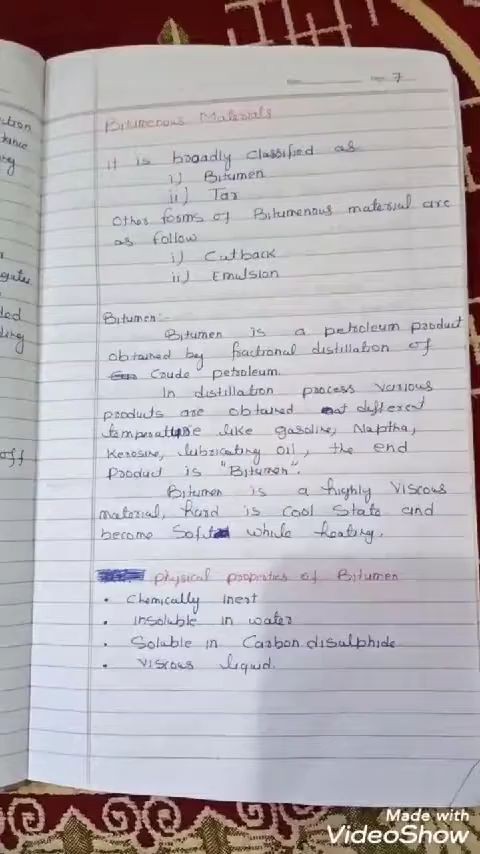 7
Bitumenous Materials
it is broadly classified as
i) Bitumen
ii) Tar
Other forms of Bitumenous material are
as follow
i) Cutback
ii) Emulsion
Bitumen:-
Bitumen is a petroleum product
obtained by fractional distillation of
crude petroleum.
In distillation process various
products are obtained at different
temperature like gasoline, Naptha,
Kerosine, lubricating oil, the end
product is "Bitumen".
Bitumen is a highly viscous
material, hard is cool state and
become soft while heating.
physical properties of Bitumen
• Chemically inert
• insoluble in water
• Soluble in Carbon disulphide
• Viscous liquid.
Made with
VideoShow